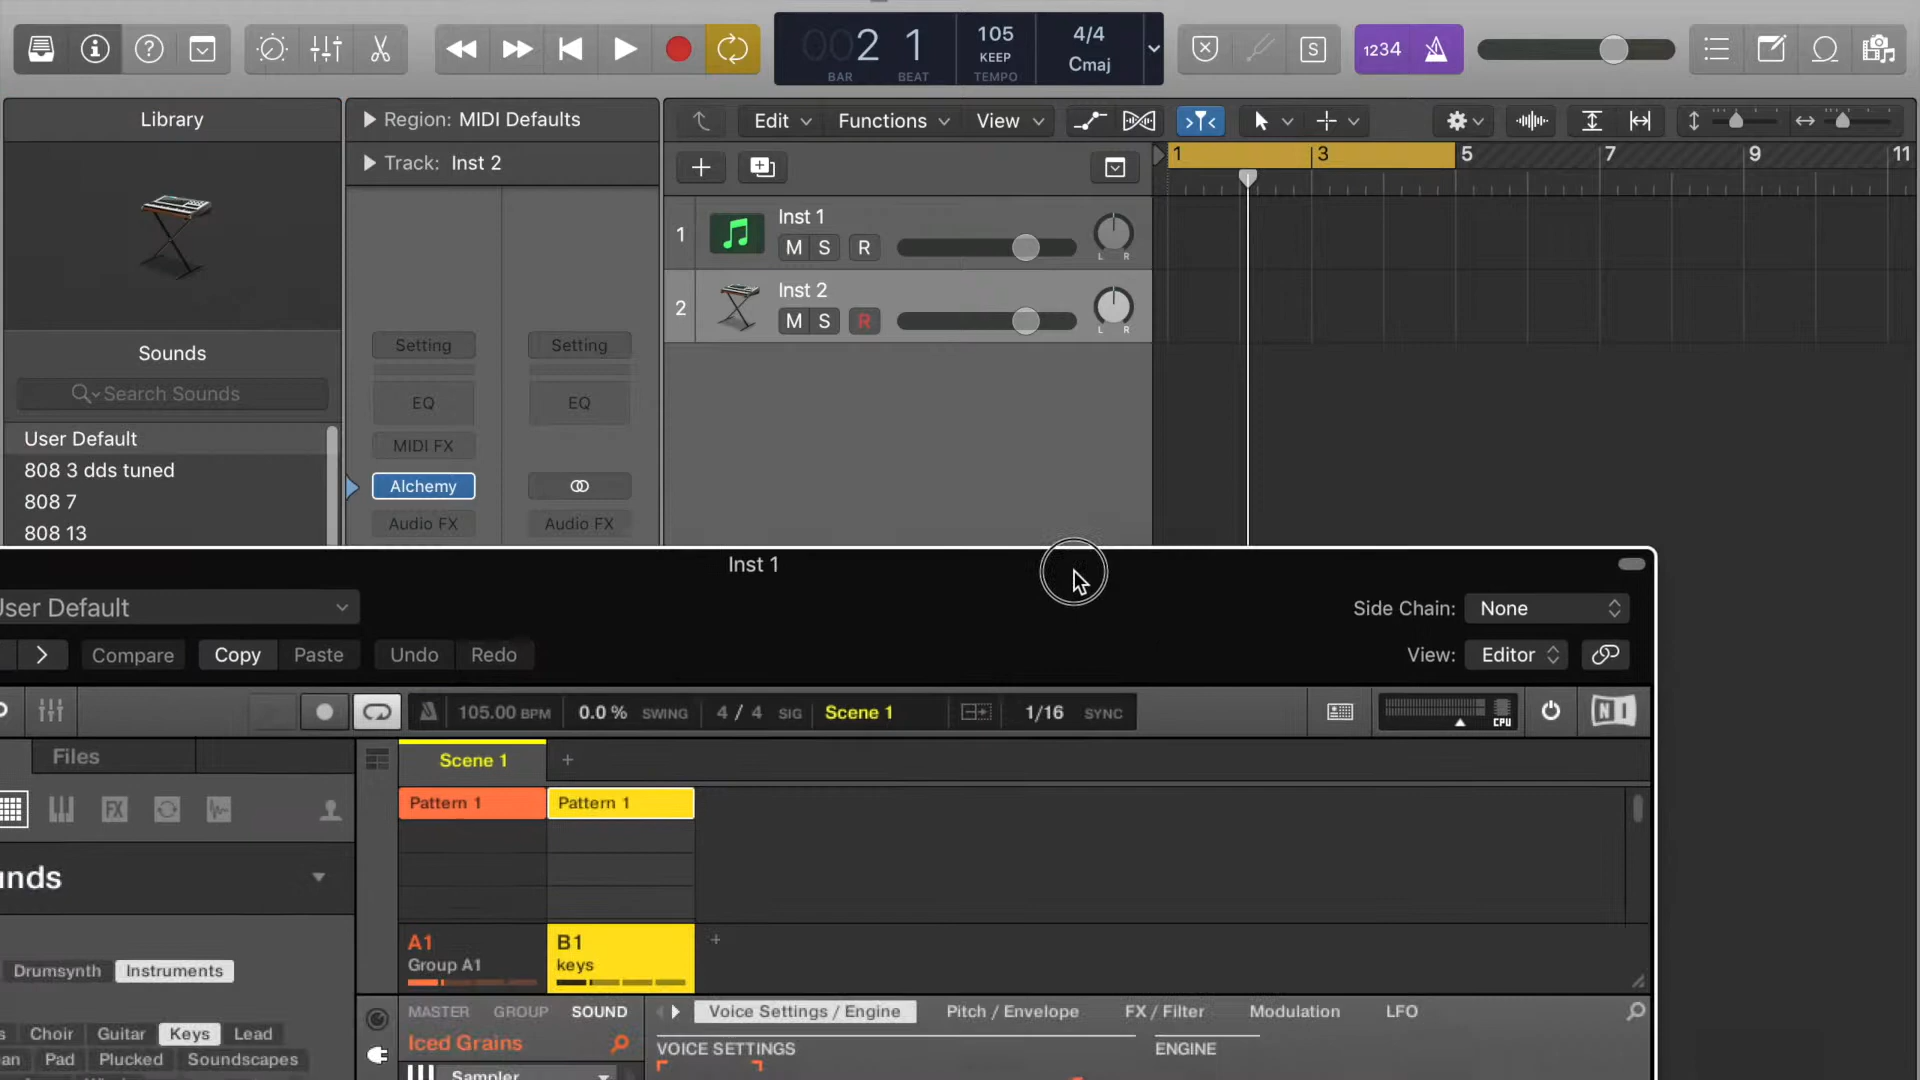 002 1
BAR BEAT
105
KEEP
TEMPO
4/4
Cmaj
S
1234
Library
Region: MIDI Defaults
Edit Functions View
Track: Inst 2
1 3 5 7 9 11
1
Inst 1
M S R
L R
2
Inst 2
M S R
L R
Sounds
Search Sounds
User Default
808 3 dds tuned
808 7
808 13
Setting Setting
EQ EQ
MIDI FX
Alchemy
Audio FX Audio FX
Inst 1
User Default
Side Chain: None
Compare Copy Paste Undo Redo
View: Editor
105.00 BPM 0.0 % SWING 4 / 4 SIG Scene 1 1/16 SYNC
CPU
NI
Files
Scene 1 +
FX
Pattern 1 Pattern 1
unds
A1
Group A1
B1
keys
+
Drumsynth Instruments
s Choir Guitar Keys Lead
an Pad Plucked Soundscapes
MASTER GROUP SOUND
Voice Settings / Engine Pitch / Envelope FX / Filter Modulation LFO
Iced Grains
VOICE SETTINGS ENGINE
Sampler